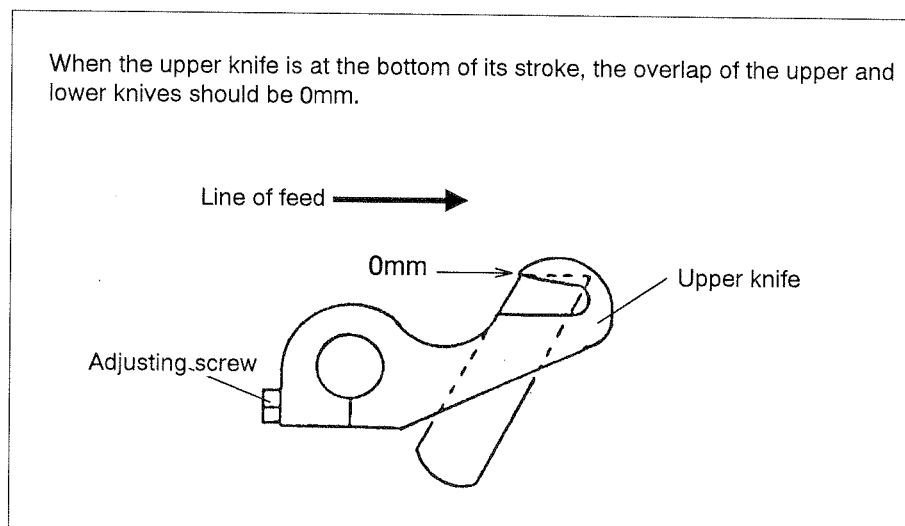 When the upper knife is at the bottom of its stroke, the overlap of the upper and
lower knives should be 0mm.
Line of feed
0mm
Upper knife
Adjusting screw